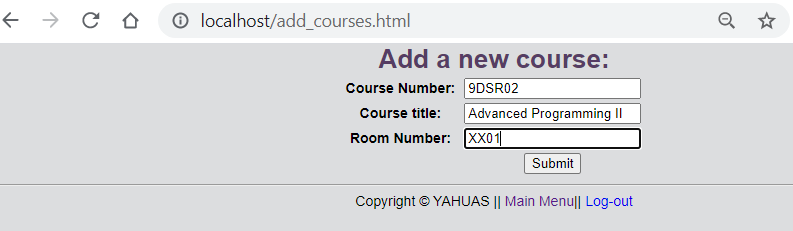 localhost/add_courses.html
Add a new course:
Course Number: 9DSR02
Course title: Advanced Programming II
Room Number: XX01
Submit
Copyright © YAHUAS || Main Menu|| Log-out